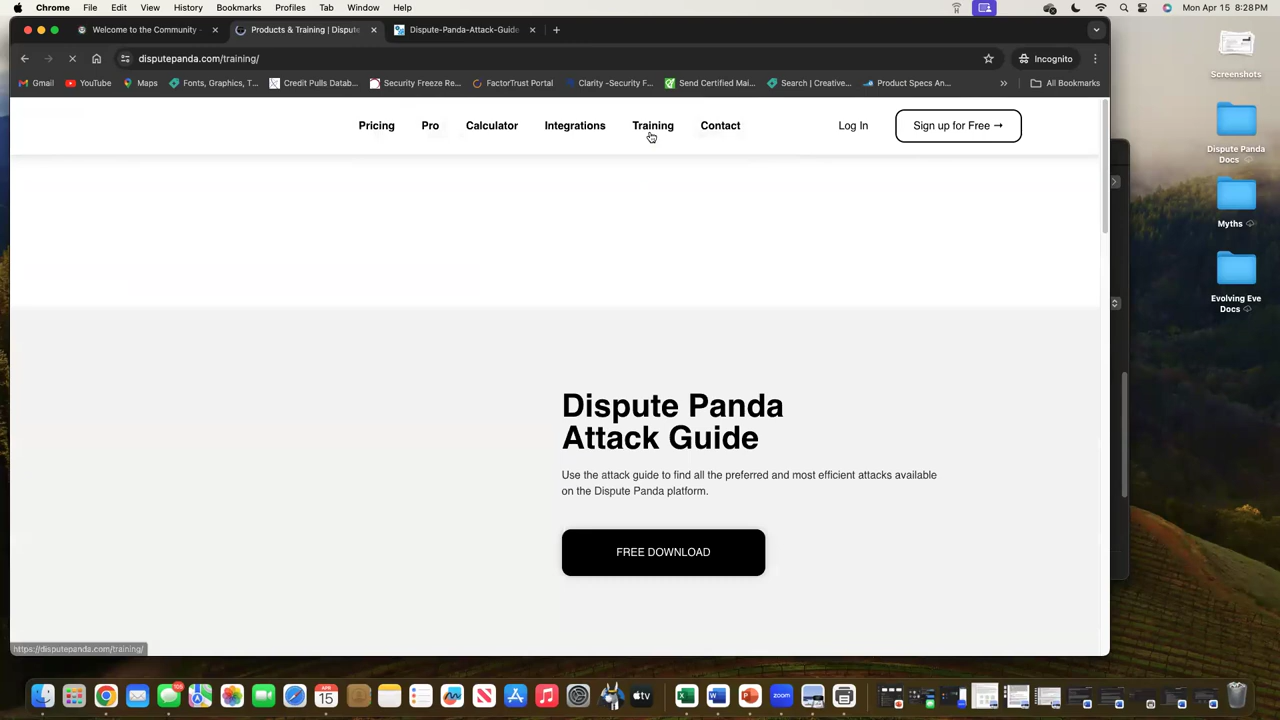 Chrome File Edit View History Bookmarks Profiles Tab Window Help Mon Apr 15 8:28 PM
Welcome to the Community - Products & Training | Dispute Dispute-Panda-Attack-Guide
disputepanda.com/training/ Incognito
Gmail YouTube Maps Fonts, Graphics, T... Credit Pulls Datab... Security Freeze Re... FactorTrust Portal Clarity -Security F... Send Certified Mai... Search | Creative... Product Specs An... » All Bookmarks
Pricing Pro Calculator Integrations Training Contact Log In Sign up for Free →
Dispute Panda
Attack Guide
Use the attack guide to find all the preferred and most efficient attacks available
on the Dispute Panda platform.
FREE DOWNLOAD
https://disputepanda.com/training/
Screenshots
Dispute Panda
Docs
Myths
Evolving Eve
Docs
APR
15
tv
zoom